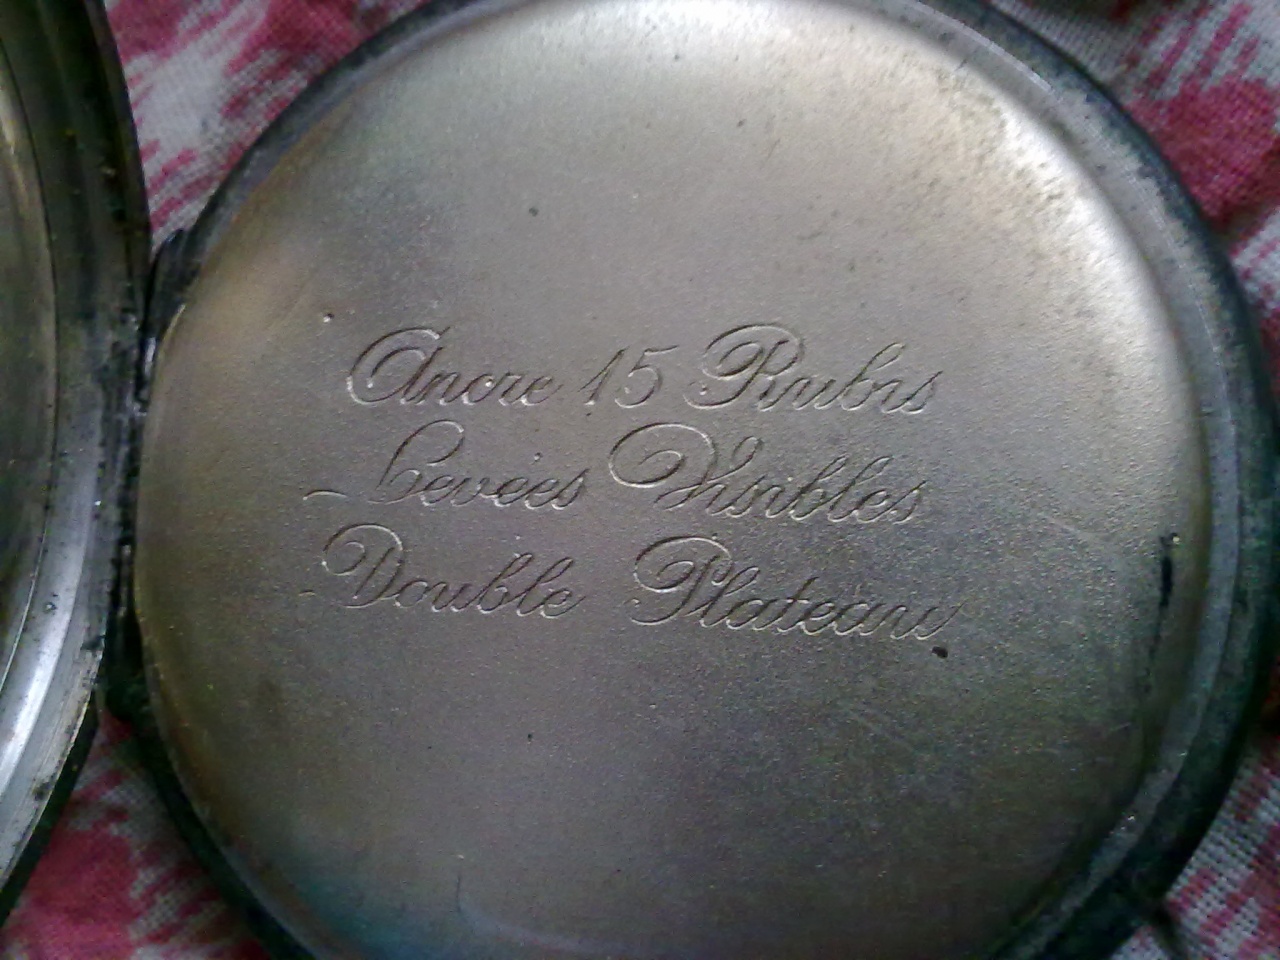 Ancre 15 Rubis
Levées Visibles
Double Plateau